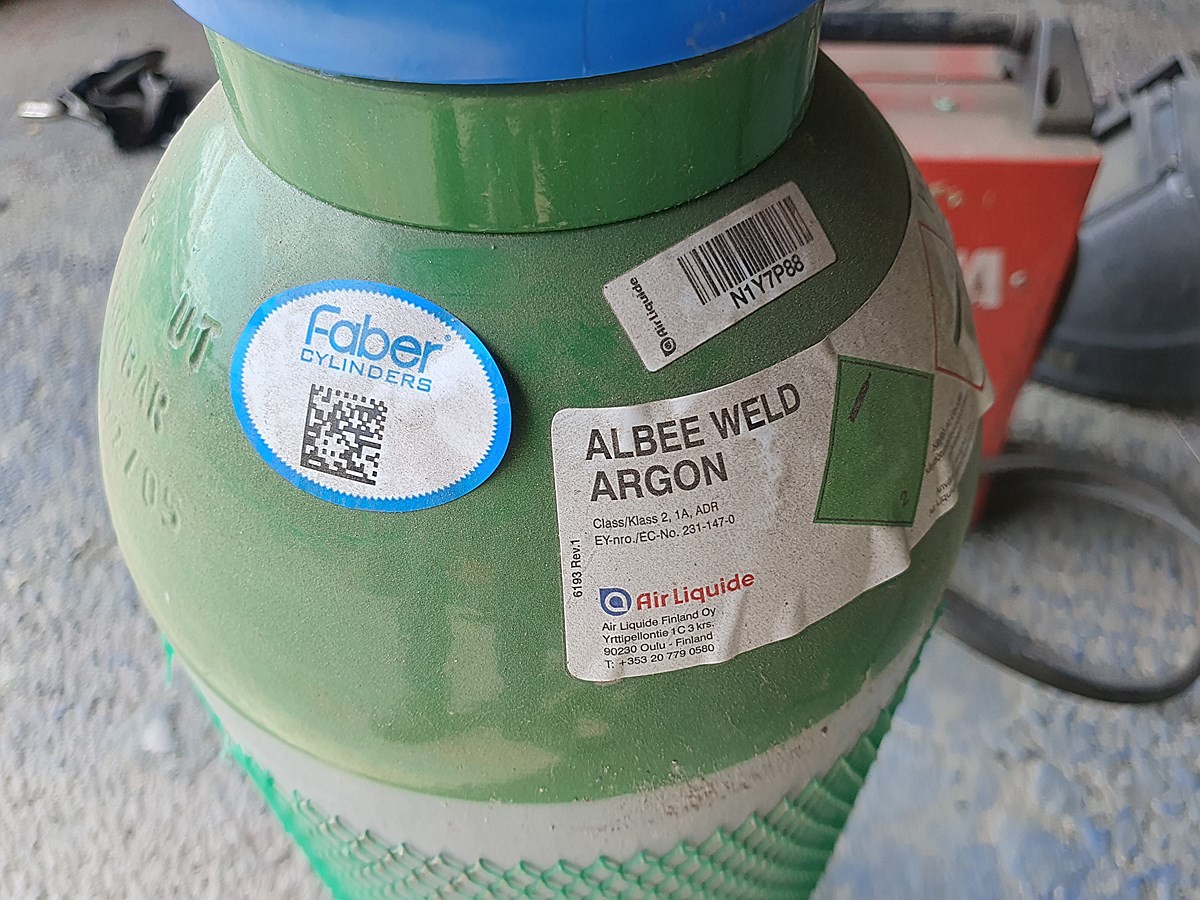 UT
BAR
Faber
CYLINDERS
Air Liquide
N1Y7P88
ALBEE WELD
ARGON
Class/Klass 2, 1A, ADR
EY-nro./EC-No. 231-147-0
6193 Rev.1
Air Liquide
Air Liquide Finland Oy
Yrttipellontie 1C 3 krs.
90230 Oulu - Finland
T: +353 20 779 0580
2
M